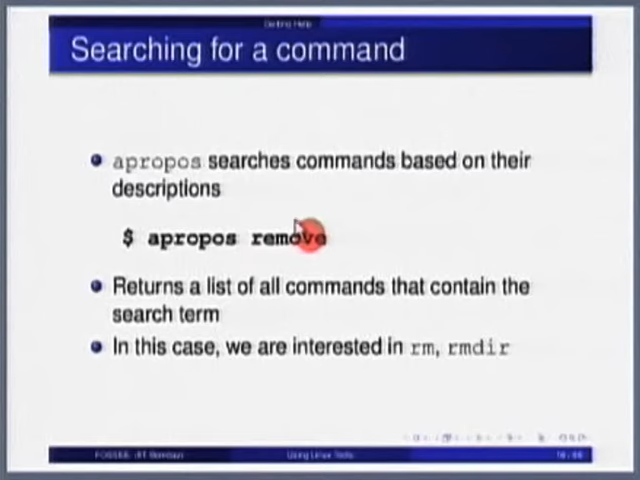 Getting Help
Searching for a command
apropos searches commands based on their
descriptions
$ apropos remove
Returns a list of all commands that contain the
search term
In this case, we are interested in rm, rmdir
Using Linux Tools